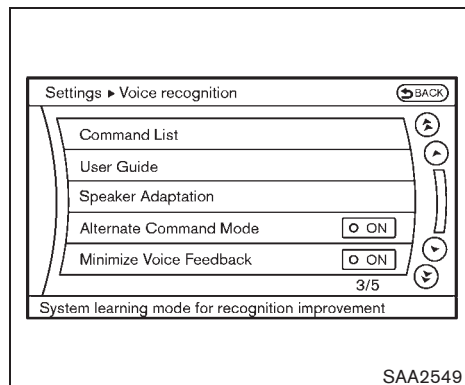 Settings ▸ Voice recognition BACK
Command List
User Guide
Speaker Adaptation
Alternate Command Mode ON
Minimize Voice Feedback ON
3/5
System learning mode for recognition improvement
SAA2549